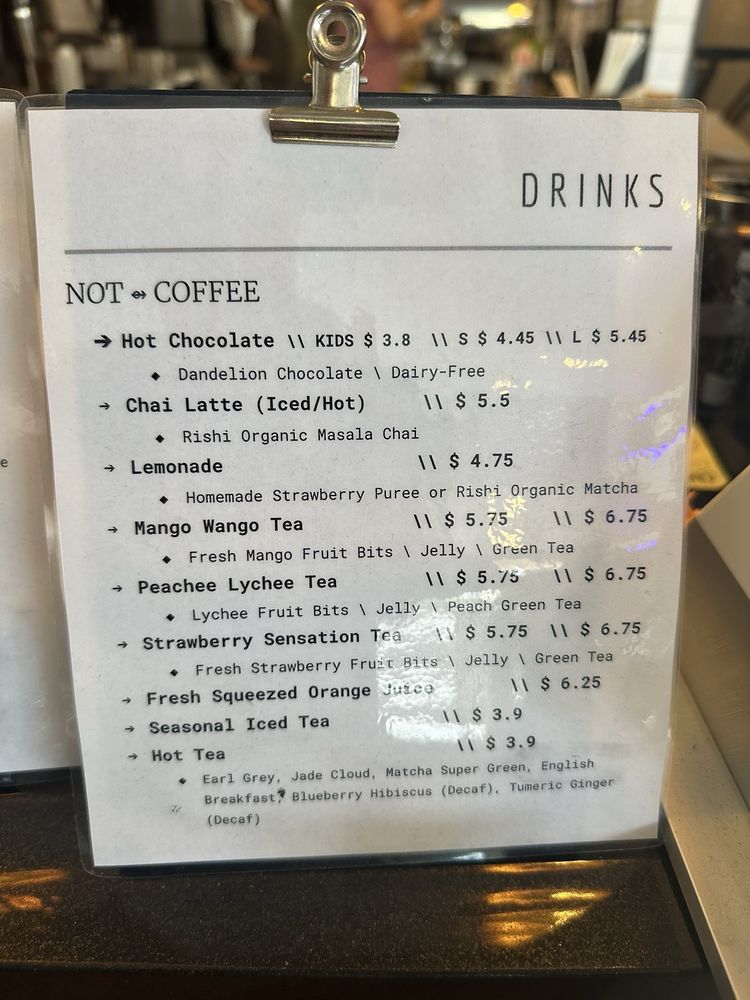 DRINKS
NOT ⇔ COFFEE
➔ Hot Chocolate \\ KIDS $ 3.8 \\ S $ 4.45 \\ L $ 5.45
◆ Dandelion Chocolate \ Dairy-Free
→ Chai Latte (Iced/Hot) \\ $ 5.5
◆ Rishi Organic Masala Chai
→ Lemonade \\ $ 4.75
◆ Homemade Strawberry Puree or Rishi Organic Matcha
→ Mango Wango Tea \\ $ 5.75 \\ $ 6.75
◆ Fresh Mango Fruit Bits \ Jelly \ Green Tea
→ Peachee Lychee Tea \\ $ 5.75 \\ $ 6.75
◆ Lychee Fruit Bits \ Jelly \ Peach Green Tea
→ Strawberry Sensation Tea \\ $ 5.75 \\ $ 6.75
◆ Fresh Strawberry Fruit Bits \ Jelly \ Green Tea
→ Fresh Squeezed Orange Juice \\ $ 6.25
→ Seasonal Iced Tea \\ $ 3.9
→ Hot Tea \\ $ 3.9
◆ Earl Grey, Jade Cloud, Matcha Super Green, English
Breakfast, Blueberry Hibiscus (Decaf), Tumeric Ginger
(Decaf)